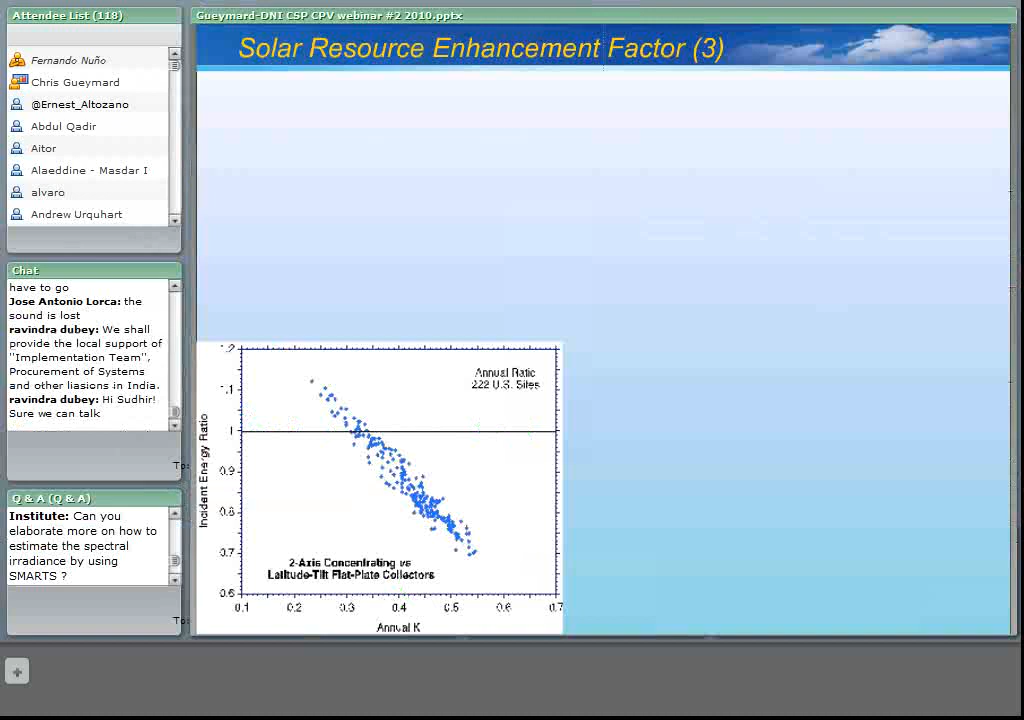 Attendee List (118)
Fernando Nuño
Chris Gueymard
@Ernest_Altozano
Abdul Qadir
Aitor
Alaeddine - Masdar I
alvaro
Andrew Urquhart
Chat
have to go
Jose Antonio Lorca: the
sound is lost
ravindra dubey: We shall
provide the local support of
"Implementation Team",
Procurement of Systems
and other liasions in India.
ravindra dubey: Hi Sudhir!
Sure we can talk
To:
Q & A (Q & A)
Institute: Can you
elaborate more on how to
estimate the spectral
irradiance by using
SMARTS ?
To:
Gueymard-DNI CSP CPV webinar #2 2010.pptx
Solar Resource Enhancement Factor (3)
Annual Ratio
222 U.S. Sites
Incident Energy Ratio
1.2
1.1
1
0.9
0.8
0.7
0.6
2-Axis Concentrating vs
Latitude-Tilt Flat-Plate Collectors
0.1 0.2 0.3 0.4 0.5 0.6 0.7
Annual K